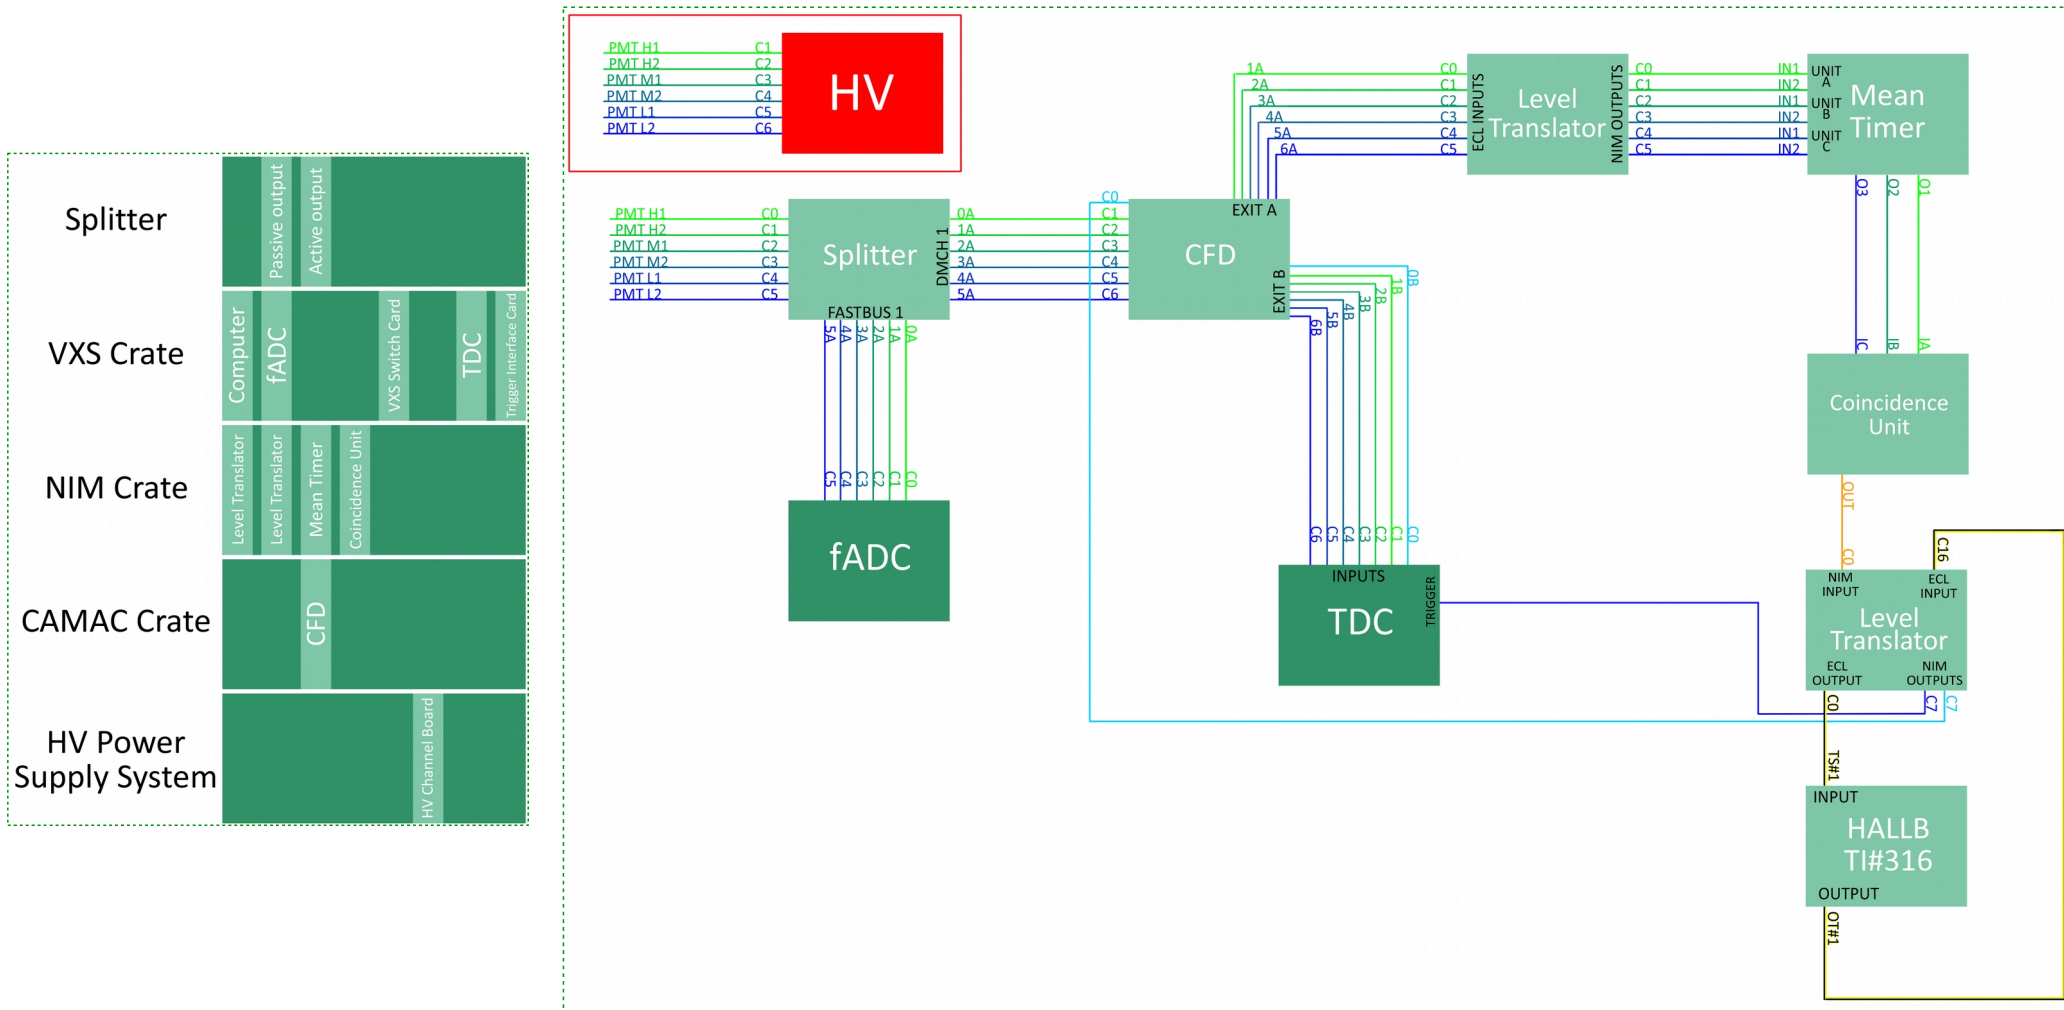 Splitter
Passive output
Active output
VXS Crate
Computer
fADC
VXS Switch Card
TDC
Trigger Interface Card
NIM Crate
Level Translator
Level Translator
Mean Timer
Coincidence Unit
CAMAC Crate
CFD
HV Power
Supply System
HV Channel Board
PMT H1 C1
PMT H2 C2
PMT M1 C3
PMT M2 C4
PMT L1 C5
PMT L2 C6
HV
PMT H1 C0
PMT H2 C1
PMT M1 C2
PMT M2 C3
PMT L1 C4
PMT L2 C5
Splitter
DMCH 1
FASTBUS 1
0A C1
1A C2
2A C3
3A C4
4A C5
5A C6
C0
5A 4A 3A 2A 1A 0A
C5 C4 C3 C2 C1 C0
fADC
CFD
EXIT A
EXIT B
1A C0
2A C1
3A C2
4A C3
5A C4
6A C5
6B 5B 4B 3B 2B 1B 0B
C6 C5 C4 C3 C2 C1 C0
INPUTS
TDC
TRIGGER
ECL INPUTS
Level
Translator
NIM OUTPUTS
C0 IN1
C1 IN2
C2 IN1
C3 IN2
C4 IN1
C5 IN2
UNIT
A
UNIT
B
UNIT
C
Mean
Timer
O3 O2 O1
IC IB IA
Coincidence
Unit
OUT
C0
C16
NIM
INPUT
ECL
INPUT
Level
Translator
ECL
OUTPUT
NIM
OUTPUTS
C0
C7 C7
TS#1
INPUT
HALLB
TI#316
OUTPUT
OT#1